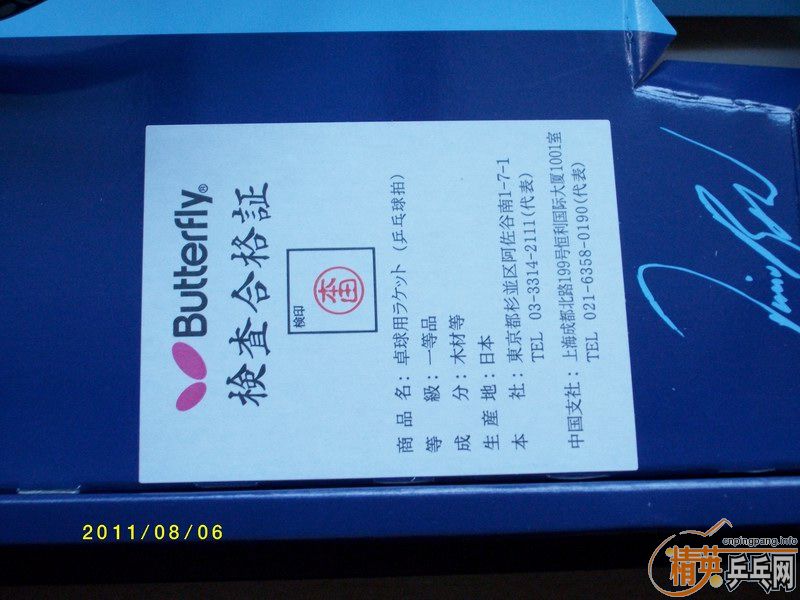 Butterfly®
検査合格証
検印
商品名：卓球用ラケット（乒乓球拍）
等級：一等品
成分：木材等
生産地：日本
本社：東京都杉並区阿佐谷南1-7-1
TEL 03-3314-2111(代表)
中国支社：上海成都北路199号恒利国际大厦1001室
TEL 021-6358-0190(代表)
2011/08/06
cnpingpang.info
精英乒乓网